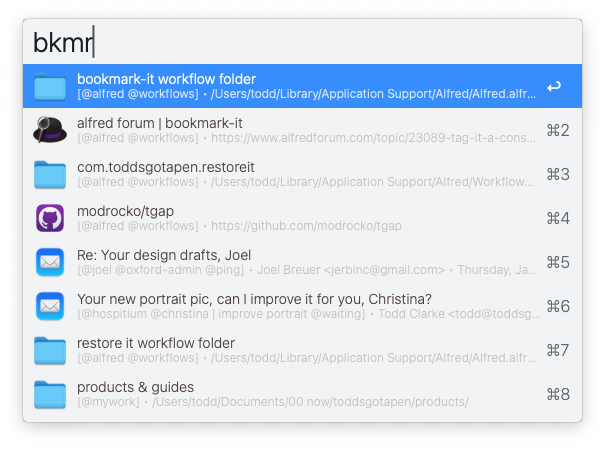 bkmr
bookmark-it workflow folder
[@alfred @workflows] • /Users/todd/Library/Application Support/Alfred/Alfred.alfr... ↩
alfred forum | bookmark-it
[@alfred @workflows] • https://www.alfredforum.com/topic/23089-tag-it-a-cons... ⌘2
com.toddsgotapen.restoreit
[@alfred @workflows] • /Users/todd/Library/Application Support/Alfred/Workflow... ⌘3
modrocko/tgap
[@alfred @workflows] • https://github.com/modrocko/tgap ⌘4
Re: Your design drafts, Joel
[@joel @oxford-admin @ping] • Joel Breuer <jerbinc@gmail.com> • Thursday, Ja... ⌘5
Your new portrait pic, can I improve it for you, Christina?
[@hospitium @christina | improve portrait @waiting] • Todd Clarke <todd@toddsg... ⌘6
restore it workflow folder
[@alfred @workflows] • /Users/todd/Library/Application Support/Alfred/Alfred.alfr... ⌘7
products & guides
[@mywork] • /Users/todd/Documents/00 now/toddsgotapen/products/ ⌘8